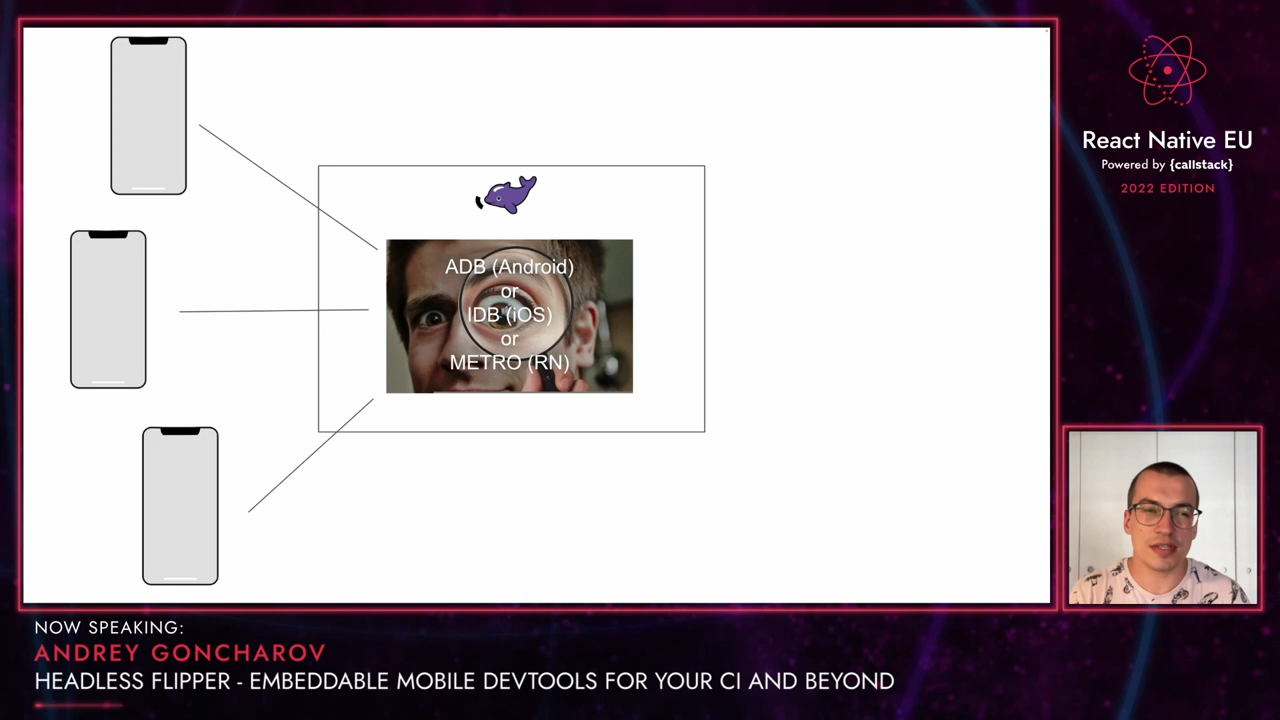 ADB (Android)
or
IDB (iOS)
or
METRO (RN)
React Native EU
Powered by {callstack}
2022 EDITION
NOW SPEAKING:
ANDREY GONCHAROV
HEADLESS FLIPPER - EMBEDDABLE MOBILE DEVTOOLS FOR YOUR CI AND BEYOND